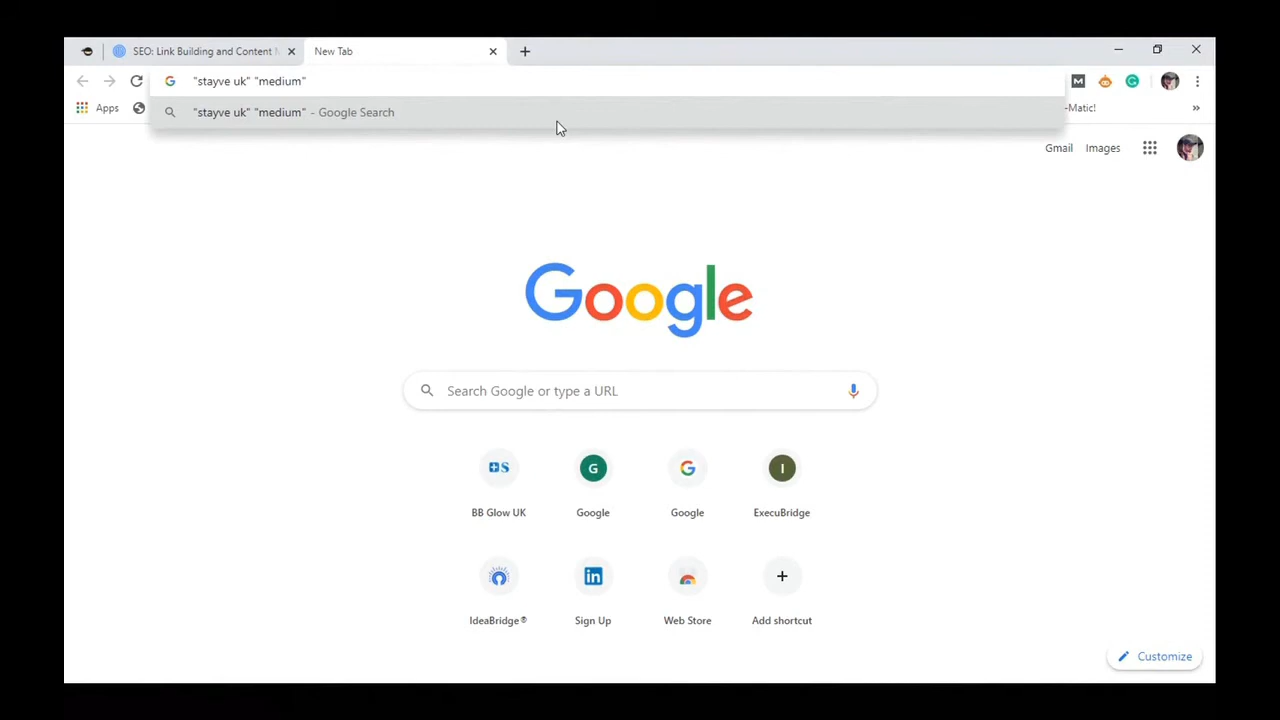 SEO: Link Building and Content M
New Tab
"stayve uk" "medium"
Apps
"stayve uk" "medium" - Google Search
-Matic!
Gmail
Images
Google
Search Google or type a URL
BB Glow UK
Google
Google
ExecuBridge
IdeaBridge®
Sign Up
Web Store
Add shortcut
Customize